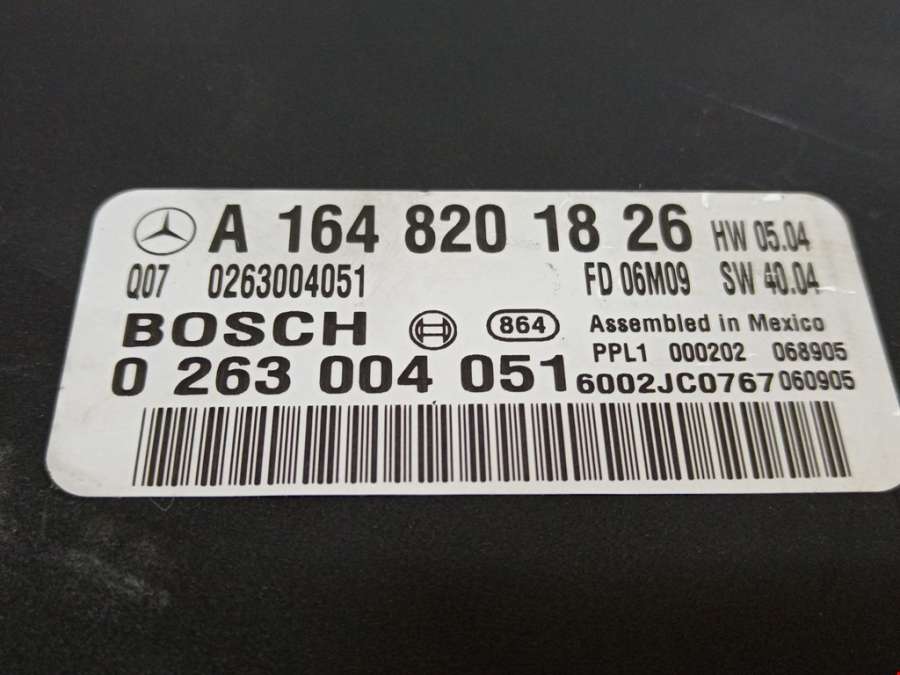 A 164 820 18 26 HW 05.04
Q07 0263004051 FD 06M09 SW 40.04
BOSCH 864 Assembled in Mexico
PPL1 000202 068905
0 263 004 051 6002JC0767 060905